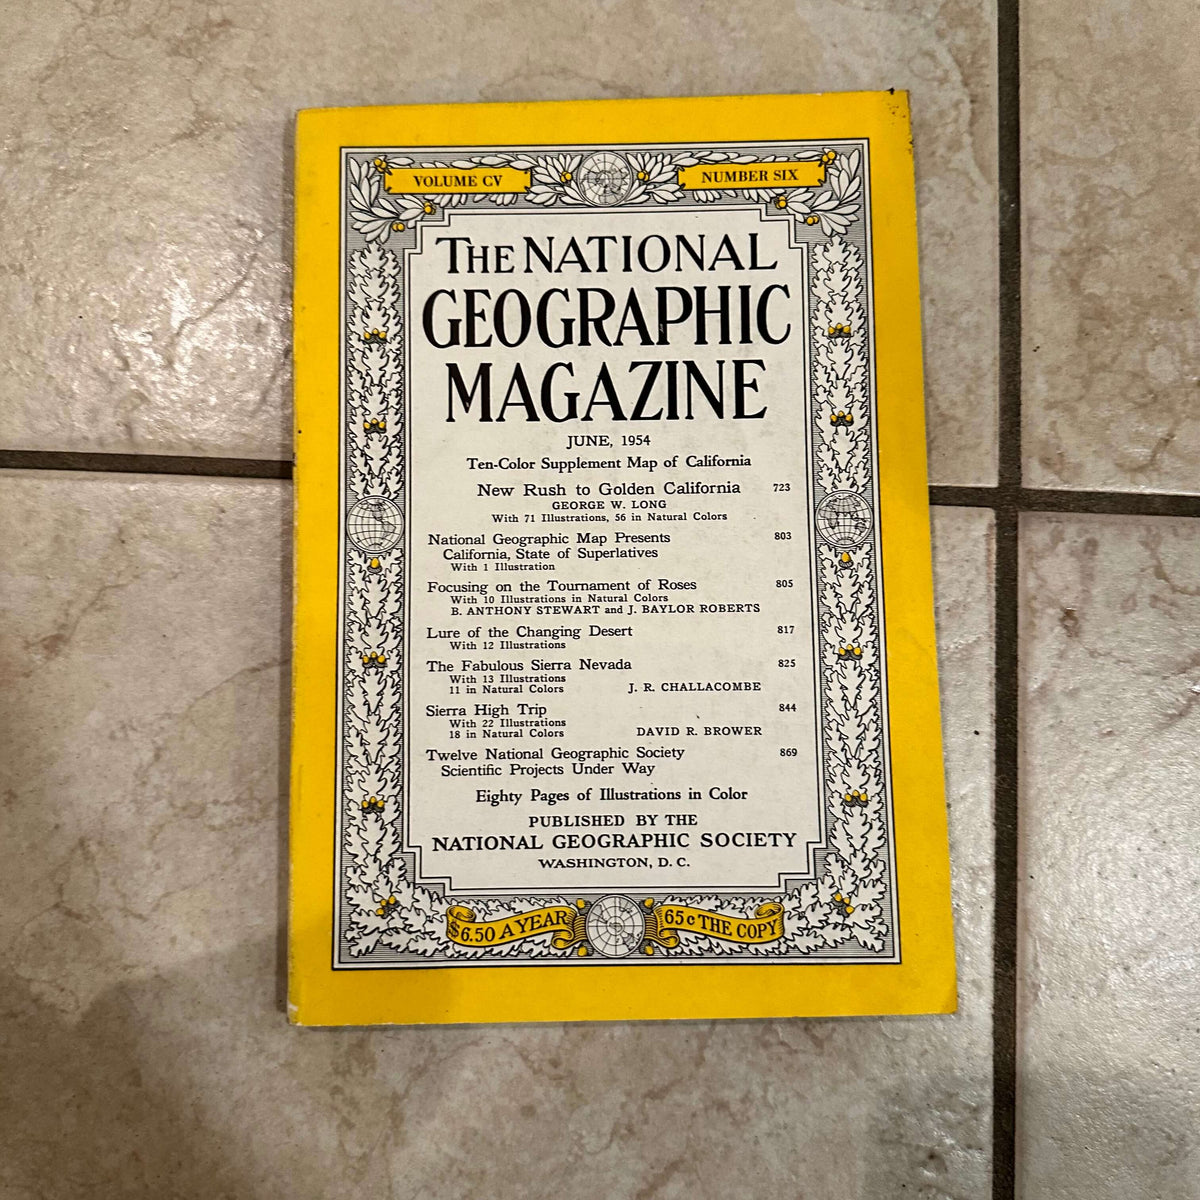 VOLUME CV
NUMBER SIX
THE NATIONAL
GEOGRAPHIC
MAGAZINE
JUNE, 1954
Ten-Color Supplement Map of California
New Rush to Golden California 723
GEORGE W. LONG
With 71 Illustrations, 56 in Natural Colors
National Geographic Map Presents 803
California, State of Superlatives
With 1 Illustration
Focusing on the Tournament of Roses 805
With 10 Illustrations in Natural Colors
B. ANTHONY STEWART and J. BAYLOR ROBERTS
Lure of the Changing Desert 817
With 12 Illustrations
The Fabulous Sierra Nevada 825
With 13 Illustrations
11 in Natural Colors J. R. CHALLACOMBE
Sierra High Trip 844
With 22 Illustrations
18 in Natural Colors DAVID R. BROWER
Twelve National Geographic Society 869
Scientific Projects Under Way
Eighty Pages of Illustrations in Color
PUBLISHED BY THE
NATIONAL GEOGRAPHIC SOCIETY
WASHINGTON, D. C.
$6.50 A YEAR
65c THE COPY